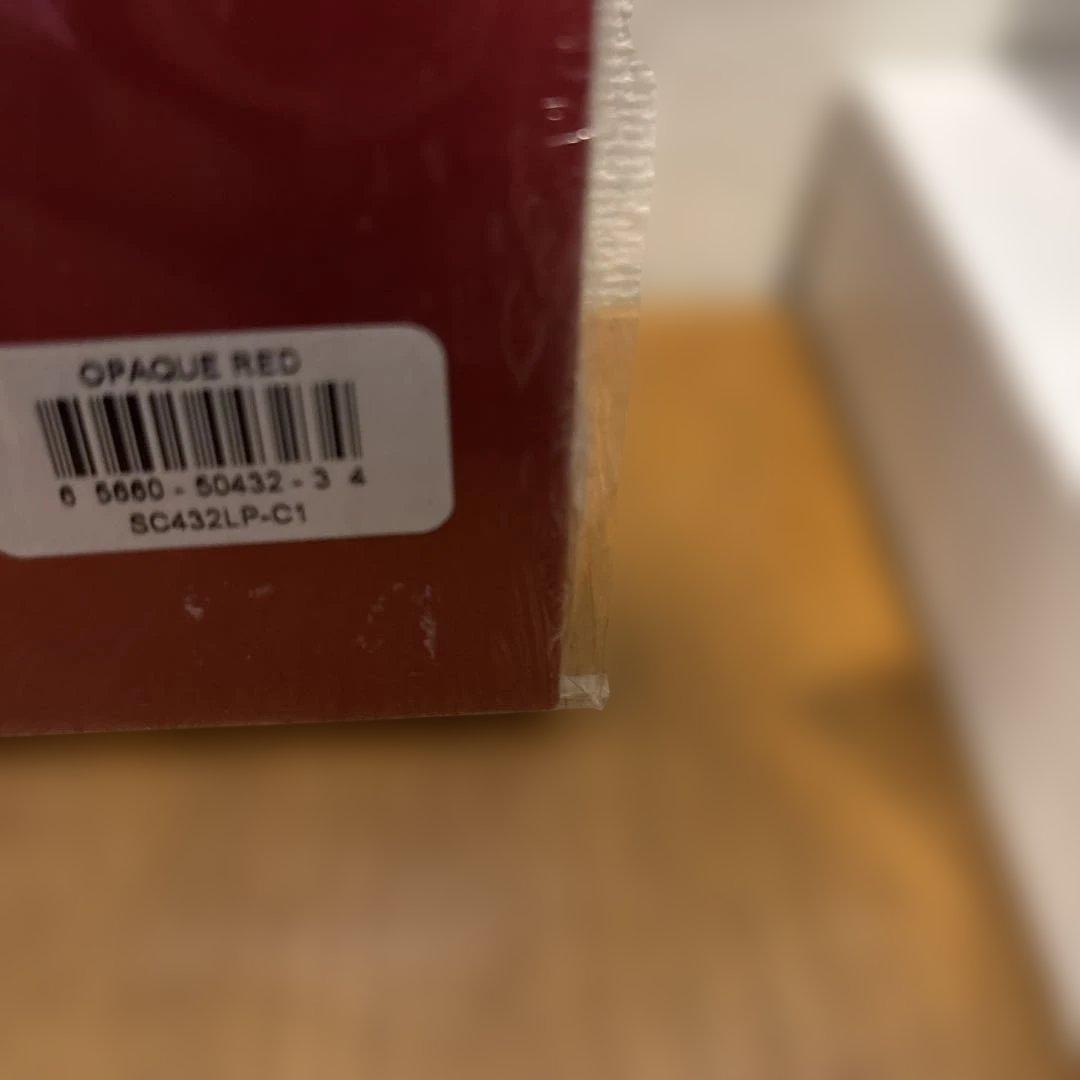 OPAQUE RED
6 5660 - 50432 - 3 4
SC432LP-C1